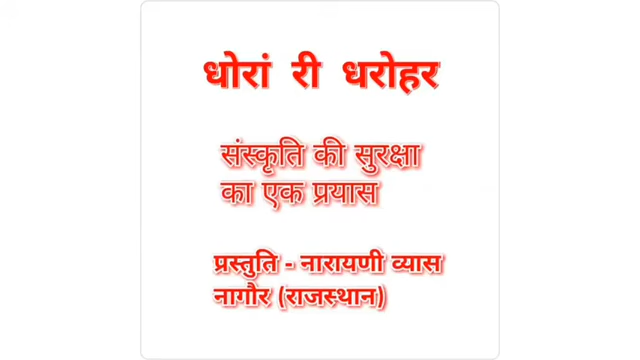 धोरां री धरोहर
संस्कृति की सुरक्षा
का एक प्रयास
प्रस्तुति - नारायणी व्यास
नागौर (राजस्थान)